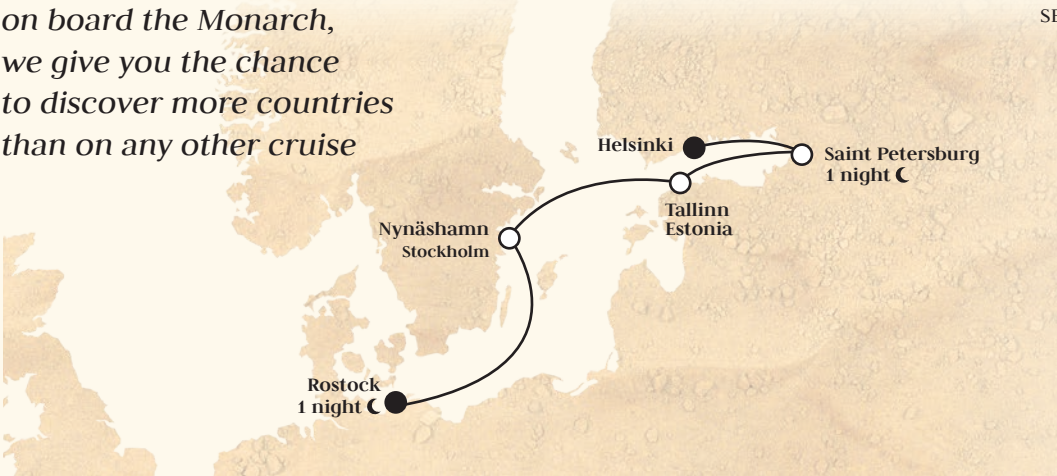 on board the Monarch,
we give you the chance
to discover more countries
than on any other cruise
Helsinki
Saint Petersburg
1 night
Tallinn
Estonia
Nynäshamn
Stockholm
Rostock
1 night